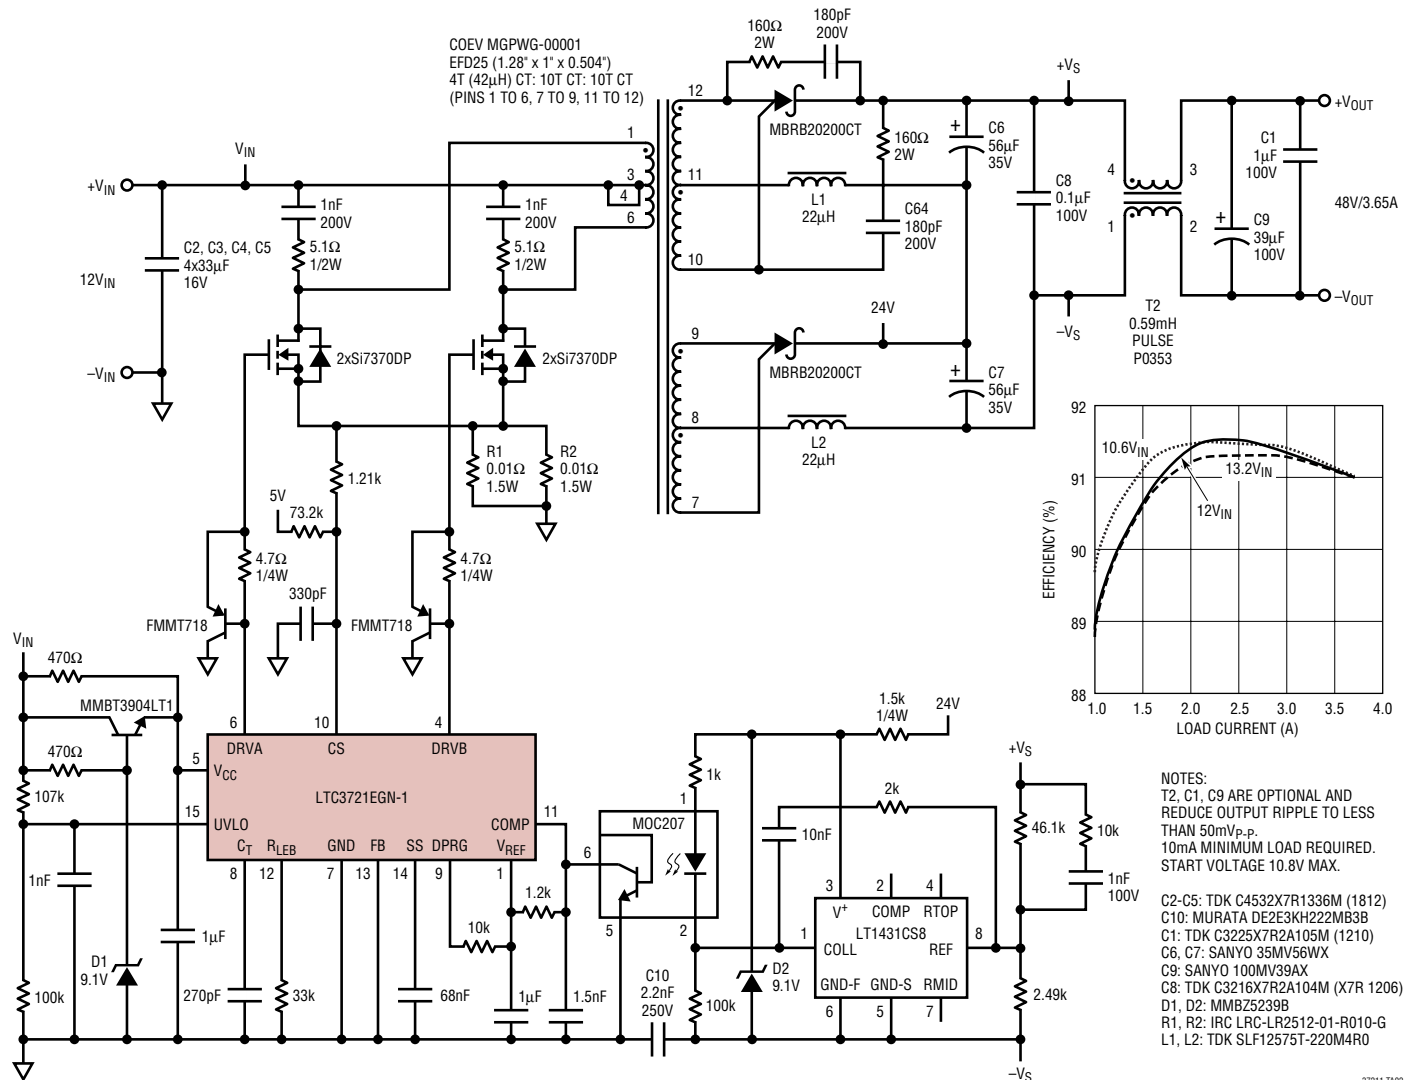 COEV MGPWG-00001
EFD25 (1.28" x 1" x 0.504")
4T (42µH) CT: 10T CT: 10T CT
(PINS 1 TO 6, 7 TO 9, 11 TO 12)
160Ω
2W
180pF
200V
+VS
12
MBRB20200CT
160Ω
2W
+
C6
56µF
35V
C8
0.1µF
100V
4
3
1
2
+
C9
39µF
100V
C1
1µF
100V
+VOUT
48V/3.65A
–VOUT
T2
0.59mH
PULSE
P0353
–VS
11
L1
22µH
C64
180pF
200V
10
24V
9
MBRB20200CT
+
C7
56µF
35V
8
L2
22µH
7
VIN
+VIN
12VIN
–VIN
C2, C3, C4, C5
4x33µF
16V
1nF
200V
5.1Ω
1/2W
1nF
200V
5.1Ω
1/2W
1
3
4
6
2xSi7370DP
2xSi7370DP
1.21k
R1
0.01Ω
1.5W
R2
0.01Ω
1.5W
5V
73.2k
4.7Ω
1/4W
4.7Ω
1/4W
330pF
FMMT718
FMMT718
92
91
90
89
88
EFFICIENCY (%)
10.6VIN
13.2VIN
12VIN
1.0
1.5
2.0
2.5
3.0
3.5
4.0
LOAD CURRENT (A)
VIN
470Ω
MMBT3904LT1
470Ω
107k
1nF
100k
D1
9.1V
1µF
6
10
4
DRVA
CS
DRVB
5
VCC
LTC3721EGN-1
15
UVLO
COMP
11
CT
RLEB
GND
FB
SS
DPRG
VREF
8
12
7
13
14
9
1
270pF
33k
68nF
10k
1.2k
1µF
1.5nF
MOC207
6
5
1
2
1k
C10
2.2nF
250V
100k
D2
9.1V
1.5k
1/4W
24V
2k
10nF
3
2
4
V+
COMP
RTOP
LT1431CS8
1
COLL
REF
8
GND-F
GND-S
RMID
6
5
7
+VS
46.1k
10k
1nF
100V
2.49k
–VS
NOTES:
T2, C1, C9 ARE OPTIONAL AND
REDUCE OUTPUT RIPPLE TO LESS
THAN 50mVP-P.
10mA MINIMUM LOAD REQUIRED.
START VOLTAGE 10.8V MAX.
C2-C5: TDK C4532X7R1336M (1812)
C10: MURATA DE2E3KH222MB3B
C1: TDK C3225X7R2A105M (1210)
C6, C7: SANYO 35MV56WX
C9: SANYO 100MV39AX
C8: TDK C3216X7R2A104M (X7R 1206)
D1, D2: MMBZ5239B
R1, R2: IRC LRC-LR2512-01-R010-G
L1, L2: TDK SLF12575T-220M4R0